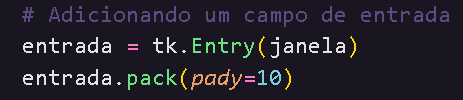 # Adicionando um campo de entrada
entrada = tk.Entry(janela)
entrada.pack(pady=10)